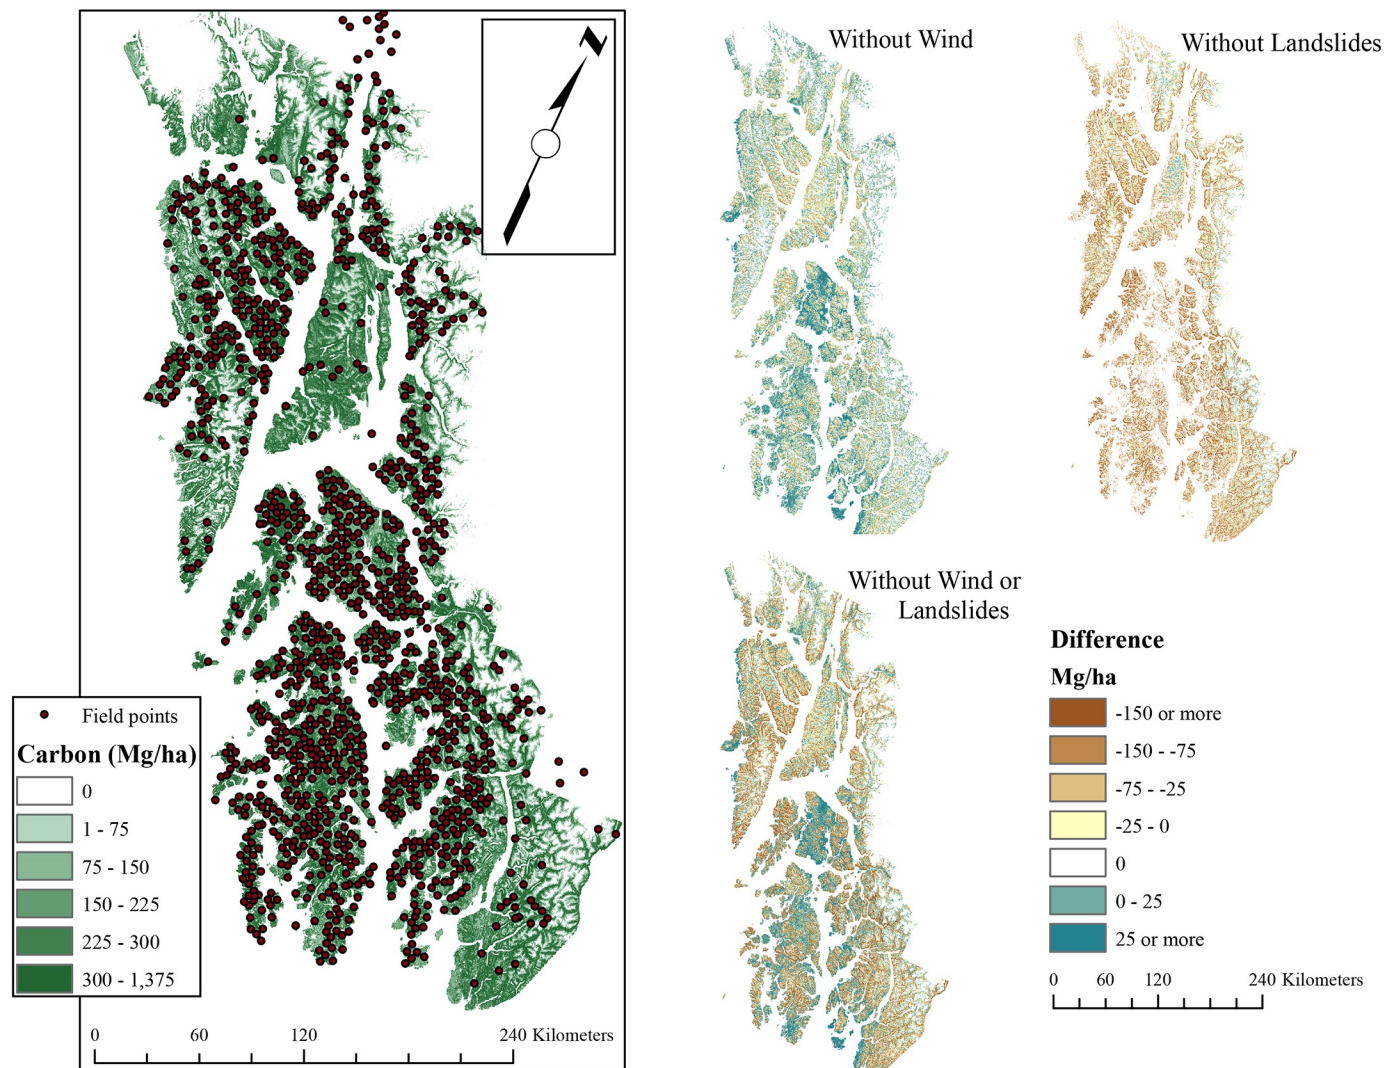 N
Field points
Carbon (Mg/ha)
0
1 - 75
75 - 150
150 - 225
225 - 300
300 - 1,375
0 60 120 240 Kilometers
Without Wind
Without Landslides
Without Wind or
Landslides
Difference
Mg/ha
-150 or more
-150 - -75
-75 - -25
-25 - 0
0
0 - 25
25 or more
0 60 120 240 Kilometers